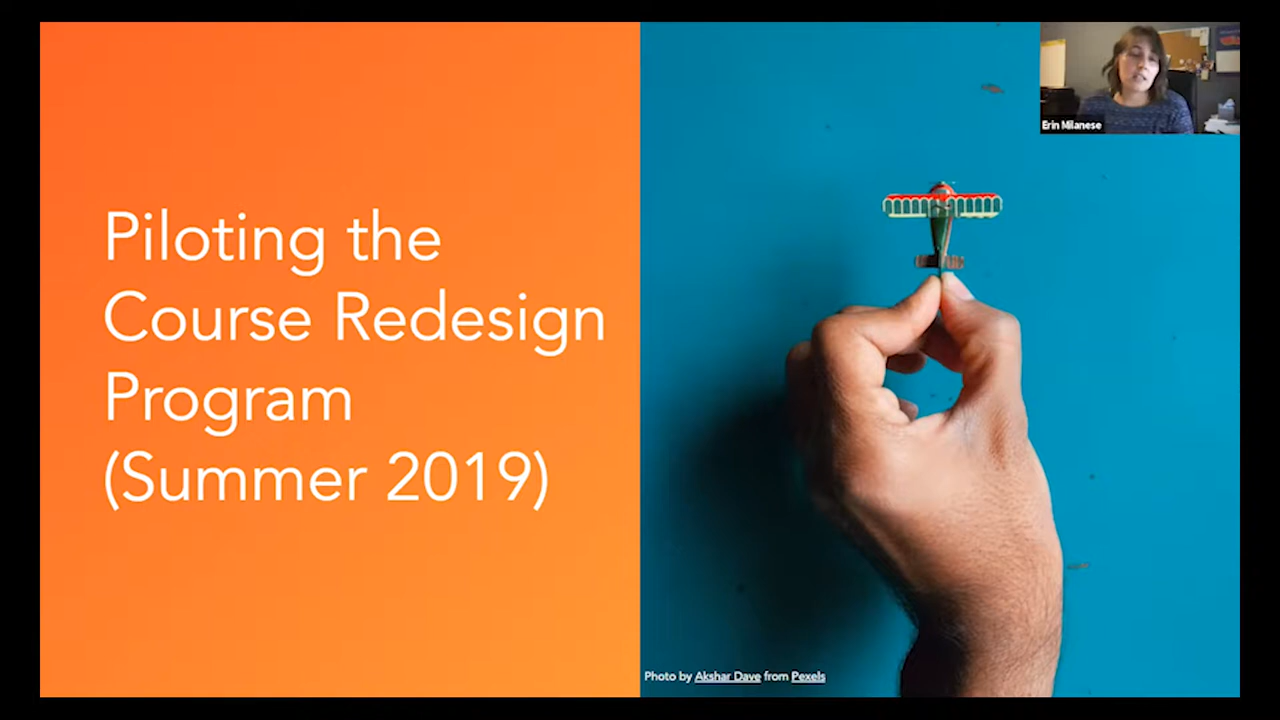 Piloting the
Course Redesign
Program
(Summer 2019)
Erin Milanese
Photo by Akshar Dave from Pexels